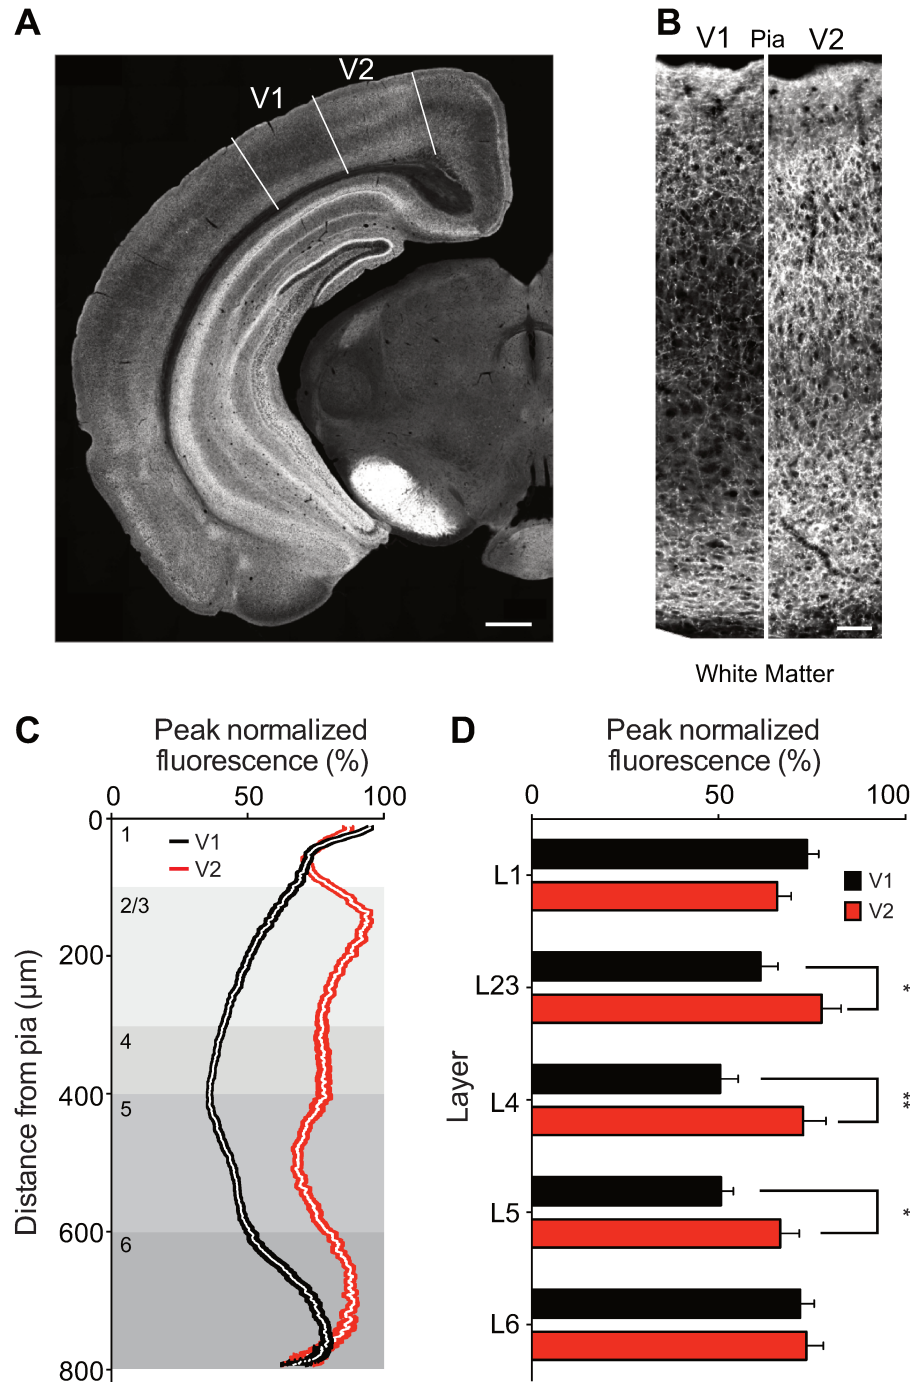 A
V1
V2
B
V1 Pia V2
White Matter
C
Peak normalized
fluorescence (%)
0 50 100
0
200
400
600
800
Distance from pia (μm)
1
2/3
4
5
6
V1
V2
D
Peak normalized
fluorescence (%)
0 50 100
Layer
L1
L23
L4
L5
L6
V1
V2
*
**
*